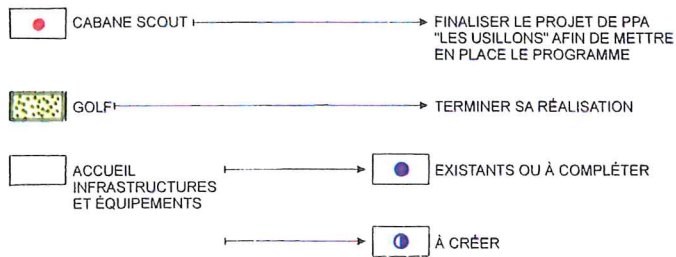 CABANE SCOUT
FINALISER LE PROJET DE PPA
"LES USILLONS" AFIN DE METTRE
EN PLACE LE PROGRAMME
GOLF
TERMINER SA RÉALISATION
ACCUEIL
INFRASTRUCTURES
ET ÉQUIPEMENTS
EXISTANTS OU À COMPLÉTER
À CRÉER